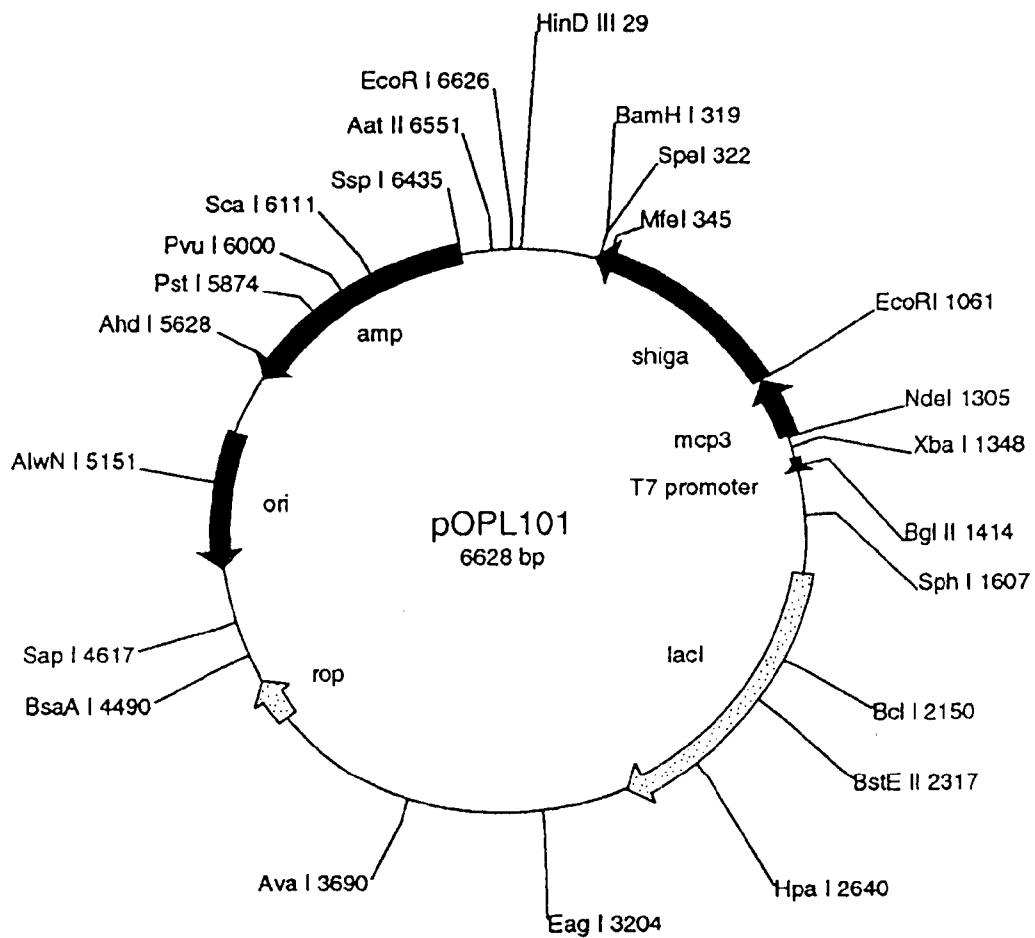 HinD III 29
EcoR I 6626
Aat II 6551
BamH I 319
SpeI 322
Ssp I 6435
MfeI 345
Sca I 6111
Pvu I 6000
Pst I 5874
EcoRI 1061
Ahd I 5628
amp
shiga
NdeI 1305
mcp3
Xba I 1348
AlwN I 5151
T7 promoter
ori
pOPL101
6628 bp
Bgl II 1414
Sph I 1607
Sap I 4617
lacI
rop
BsaA I 4490
Bcl I 2150
BstE II 2317
Ava I 3690
Hpa I 2640
Eag I 3204